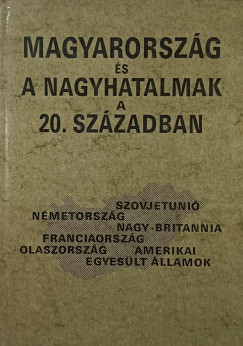 MAGYARORSZÁG
ÉS
A NAGYHATALMAK
A
20. SZÁZADBAN
SZOVJETUNIÓ
NÉMETORSZÁG
NAGY-BRITANNIA
FRANCIAORSZÁG
OLASZORSZÁG AMERIKAI
EGYESÜLT ÁLLAMOK